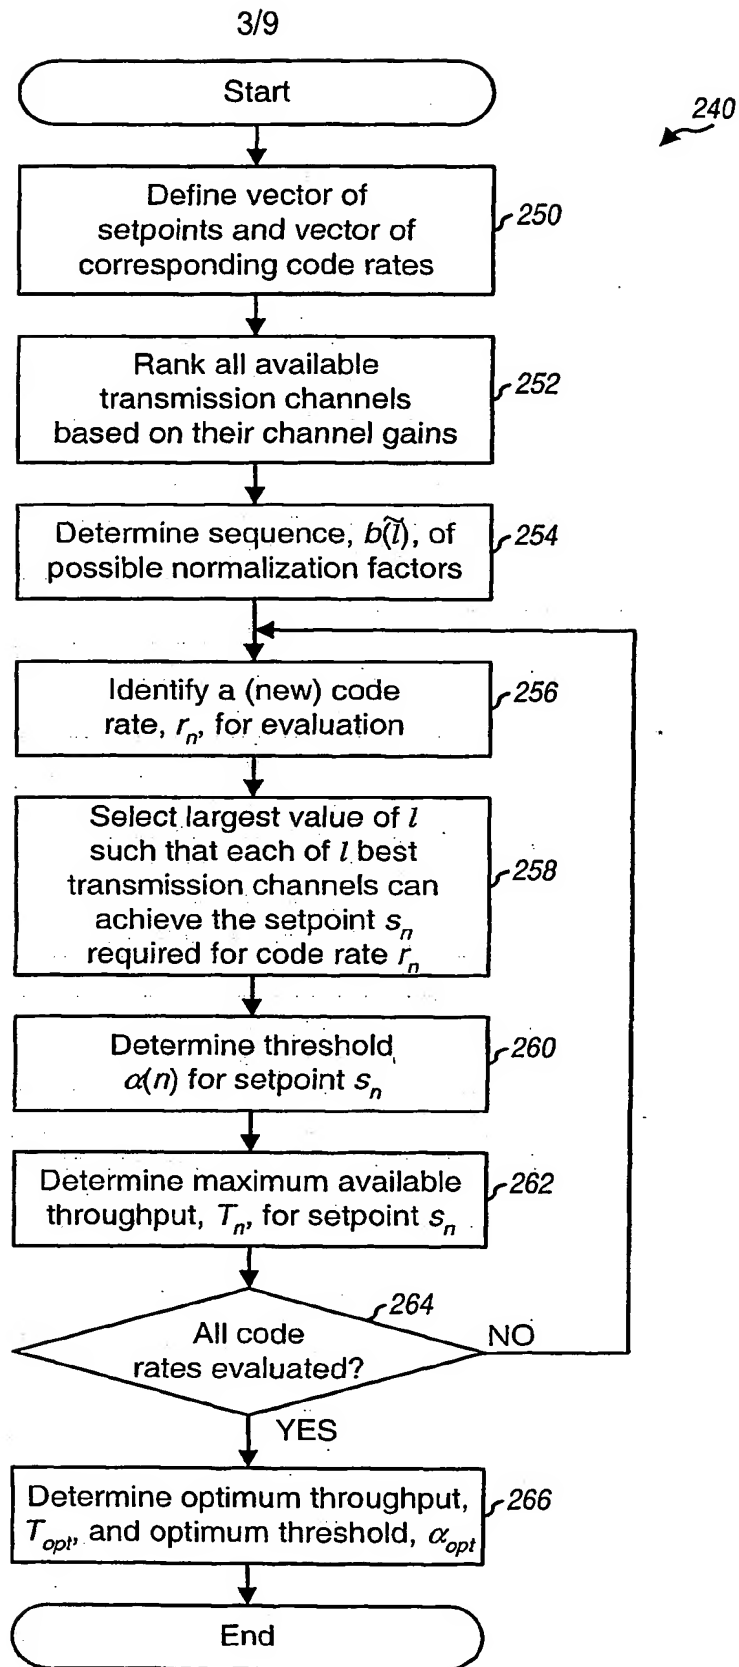 3/9
Start
240
Define vector of
setpoints and vector of
corresponding code rates
250
Rank all available
transmission channels
based on their channel gains
252
Determine sequence, b(l̃), of
possible normalization factors
254
Identify a (new) code
rate, rₙ, for evaluation
256
Select largest value of l
such that each of l best
transmission channels can
achieve the setpoint sₙ
required for code rate rₙ
258
Determine threshold
α(n) for setpoint sₙ
260
Determine maximum available
throughput, Tₙ, for setpoint sₙ
262
264
All code
rates evaluated?
NO
YES
Determine optimum throughput,
T_opt, and optimum threshold, α_opt
266
End